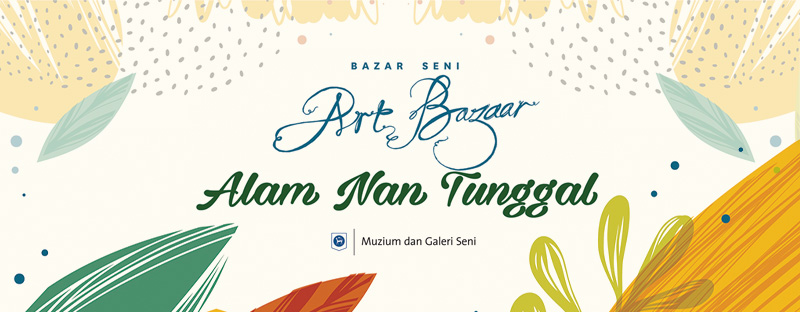 BAZAR SENI
Art Bazaar
Alam Nan Tunggal
Muzium dan Galeri Seni